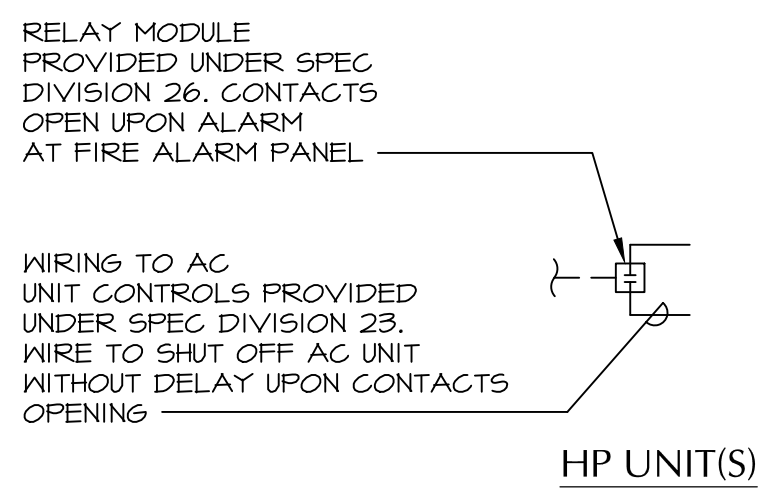 RELAY MODULE
PROVIDED UNDER SPEC
DIVISION 26. CONTACTS
OPEN UPON ALARM
AT FIRE ALARM PANEL
WIRING TO AC
UNIT CONTROLS PROVIDED
UNDER SPEC DIVISION 23.
WIRE TO SHUT OFF AC UNIT
WITHOUT DELAY UPON CONTACTS
OPENING
HP UNIT(S)